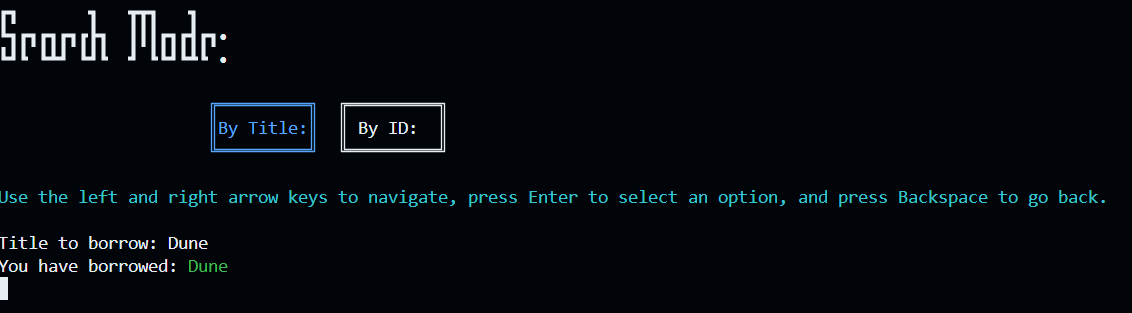 Search Mode:
By Title: By ID:
Use the left and right arrow keys to navigate, press Enter to select an option, and press Backspace to go back.
Title to borrow: Dune
You have borrowed: Dune